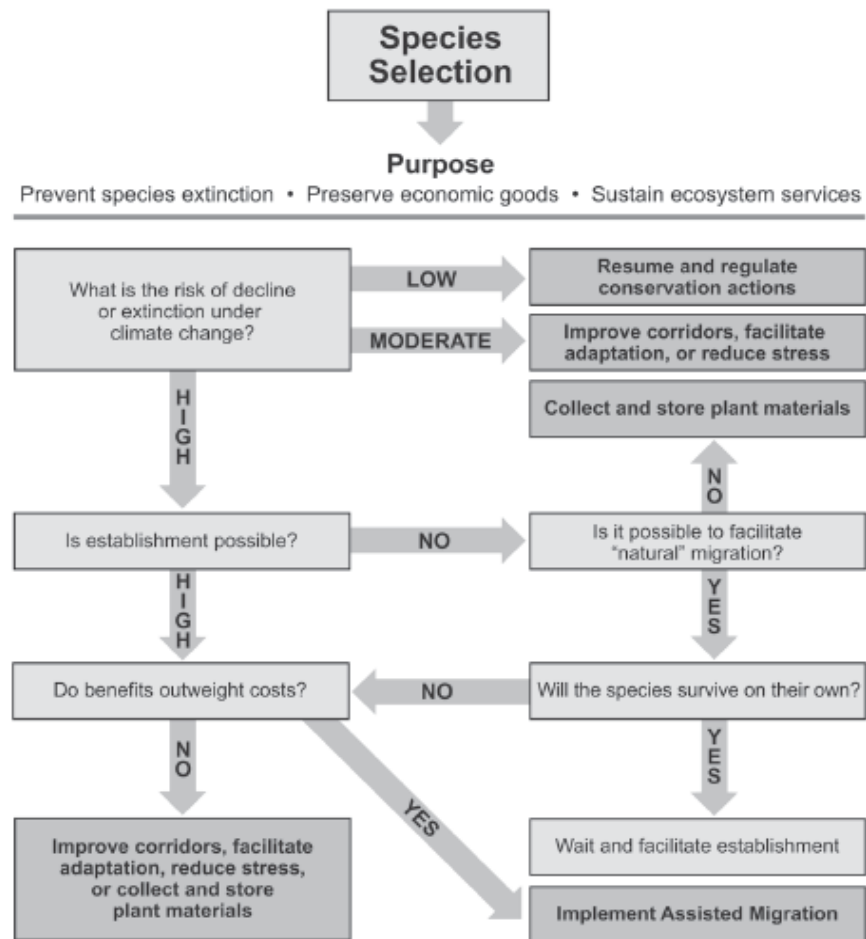 Species
Selection
Purpose
Prevent species extinction • Preserve economic goods • Sustain ecosystem services
What is the risk of decline
or extinction under
climate change?
LOW
Resume and regulate
conservation actions
MODERATE
Improve corridors, facilitate
adaptation, or reduce stress
Collect and store plant materials
HIGH
NO
Is establishment possible?
NO
Is it possible to facilitate
“natural” migration?
HIGH
YES
Do benefits outweight costs?
NO
Will the species survive on their own?
NO
YES
YES
Improve corridors, facilitate
adaptation, reduce stress,
or collect and store
plant materials
Wait and facilitate establishment
Implement Assisted Migration